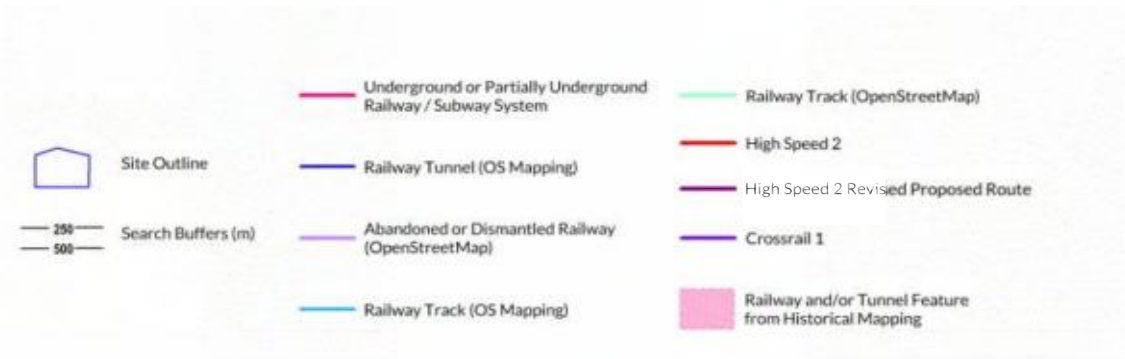 Site Outline
250
500
Search Buffers (m)
Underground or Partially Underground
Railway / Subway System
Railway Tunnel (OS Mapping)
Abandoned or Dismantled Railway
(OpenStreetMap)
Railway Track (OS Mapping)
Railway Track (OpenStreetMap)
High Speed 2
High Speed 2 Revised Proposed Route
Crossrail 1
Railway and/or Tunnel Feature
from Historical Mapping